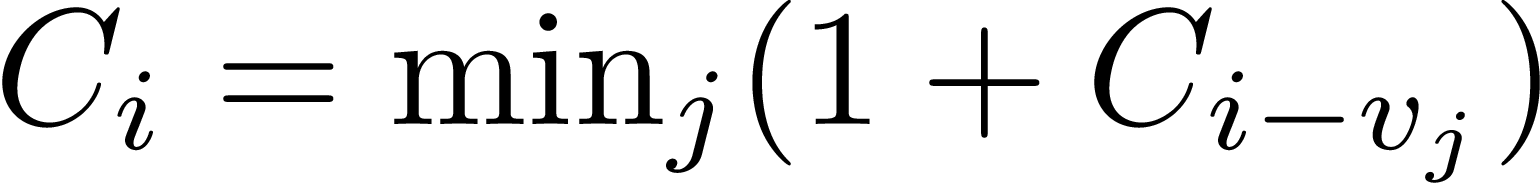 C_i = min_j(1 + C_{i−v_j})